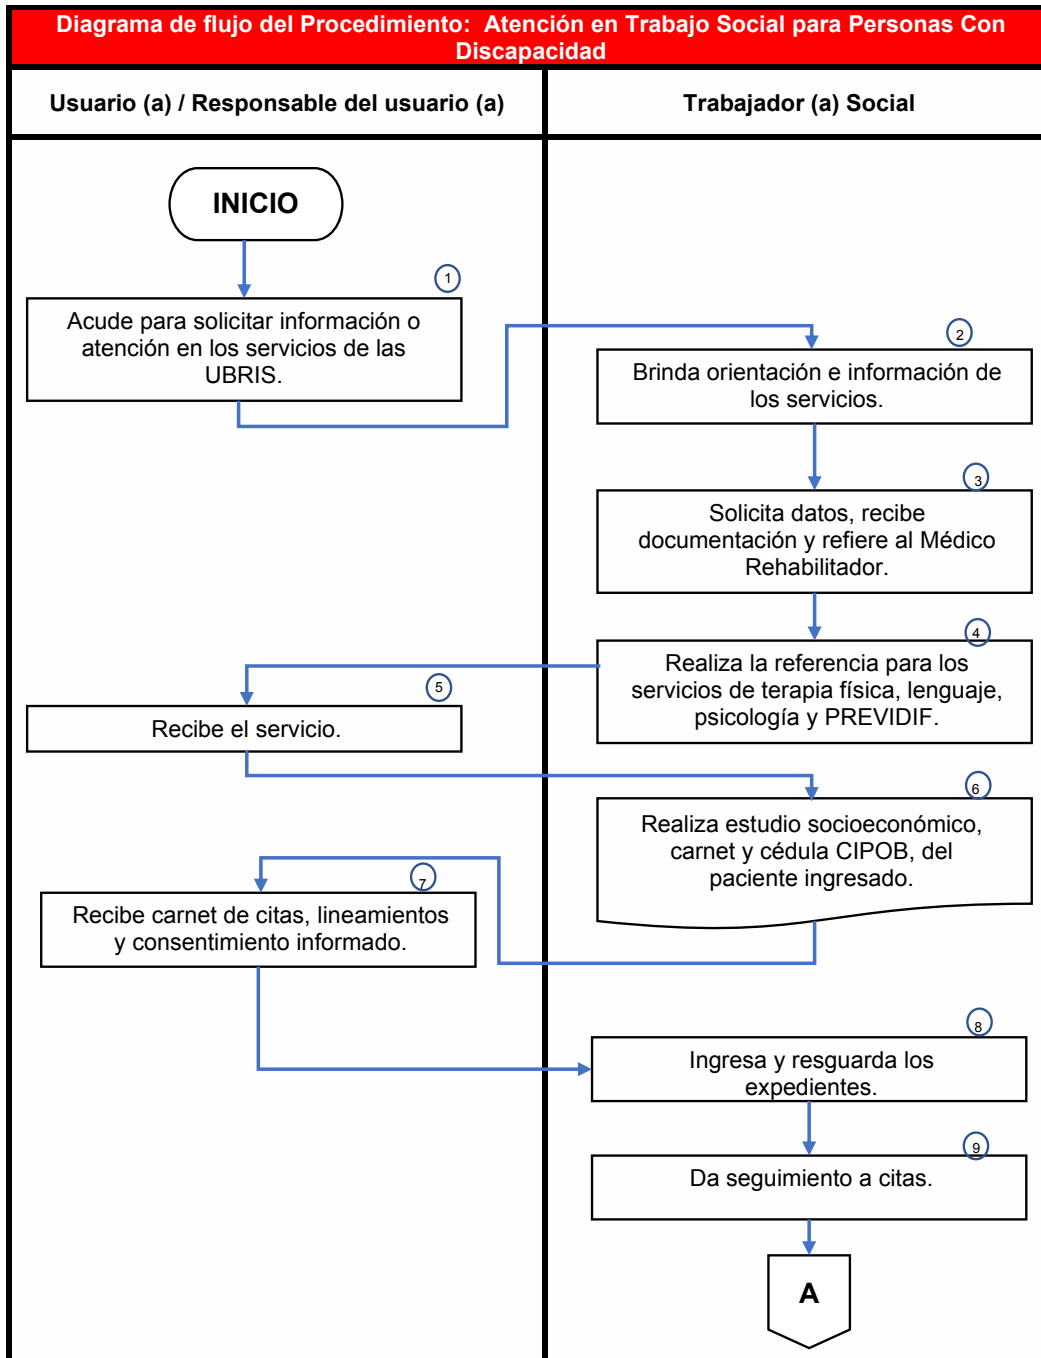 Diagrama de flujo del Procedimiento: Atención en Trabajo Social para Personas Con
Discapacidad
Usuario (a) / Responsable del usuario (a)
Trabajador (a) Social
INICIO
1
Acude para solicitar información o
atención en los servicios de las
UBRIS.
2
Brinda orientación e información de
los servicios.
3
Solicita datos, recibe
documentación y refiere al Médico
Rehabilitador.
4
Realiza la referencia para los
servicios de terapia física, lenguaje,
psicología y PREVIDIF.
5
Recibe el servicio.
6
Realiza estudio socioeconómico,
carnet y cédula CIPOB, del
paciente ingresado.
7
Recibe carnet de citas, lineamientos
y consentimiento informado.
8
Ingresa y resguarda los
expedientes.
9
Da seguimiento a citas.
A